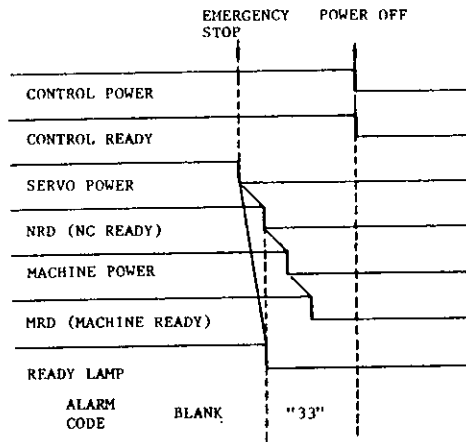 EMERGENCY POWER OFF
STOP
CONTROL POWER
CONTROL READY
SERVO POWER
NRD (NC READY)
MACHINE POWER
MRD (MACHINE READY)
READY LAMP
ALARM BLANK "33"
CODE